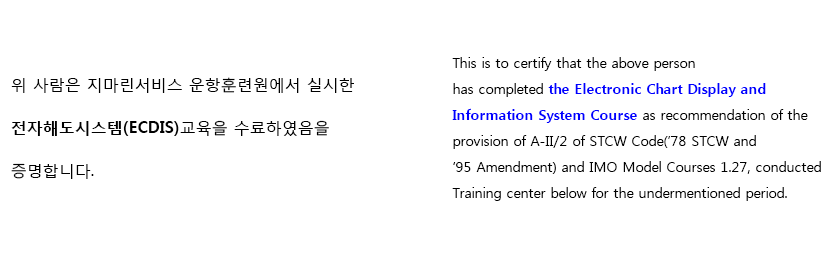 위 사람은 지마린서비스 운항훈련원에서 실시한
전자해도시스템(ECDIS)교육을 수료하였음을
증명합니다.
This is to certify that the above person
has completed the Electronic Chart Display and
Information System Course as recommendation of the
provision of A-II/2 of STCW Code(’78 STCW and
’95 Amendment) and IMO Model Courses 1.27, conducted
Training center below for the undermentioned period.